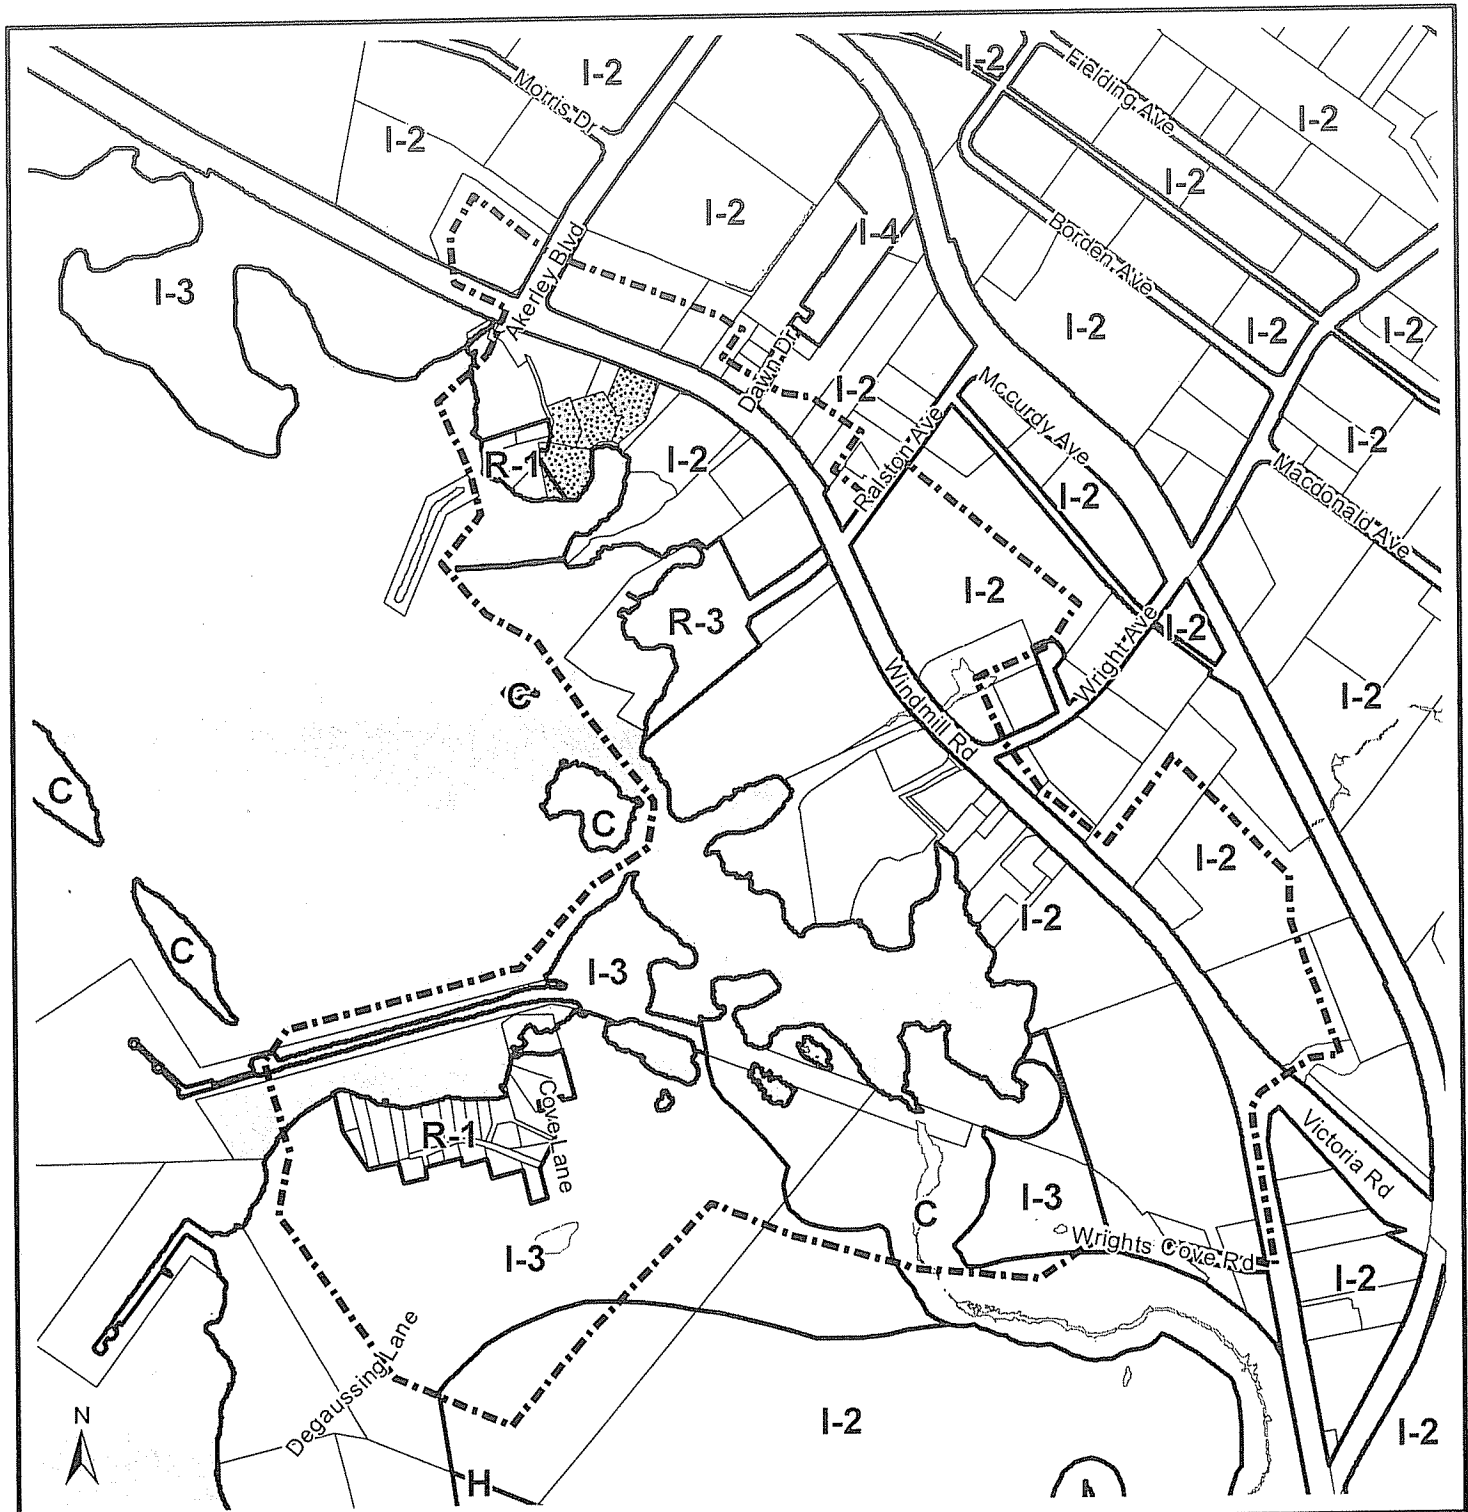 I-2
Fielding Ave
I-2
Morris Dr
I-2
I-2
I-2
I-2
I-4
Borden Ave
Akerley Blvd
I-3
I-2
I-2
I-2
Dawn Dr
I-2
Mccurdy Ave
Ralston Ave
I-2
R-1
I-2
I-2
Macdonald Ave
I-2
R-3
I-2
Wright Ave
C
Windmill Rd
I-2
C
C
I-2
I-2
C
I-3
R-1
Cove Lane
Victoria Rd
I-3
C
Wrights Cove Rd
I-3
I-2
Degaussing Lane
N
I-2
I-2
H